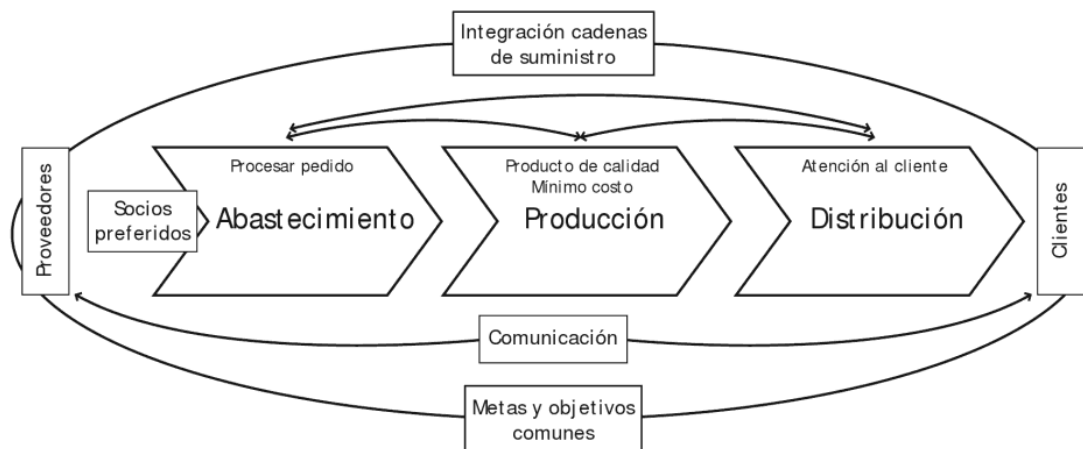 Integración cadenas
de suministro
Proveedores
Socios
preferidos
Procesar pedido
Abastecimiento
Producto de calidad
Mínimo costo
Producción
Atención al cliente
Distribución
Clientes
Comunicación
Metas y objetivos
comunes